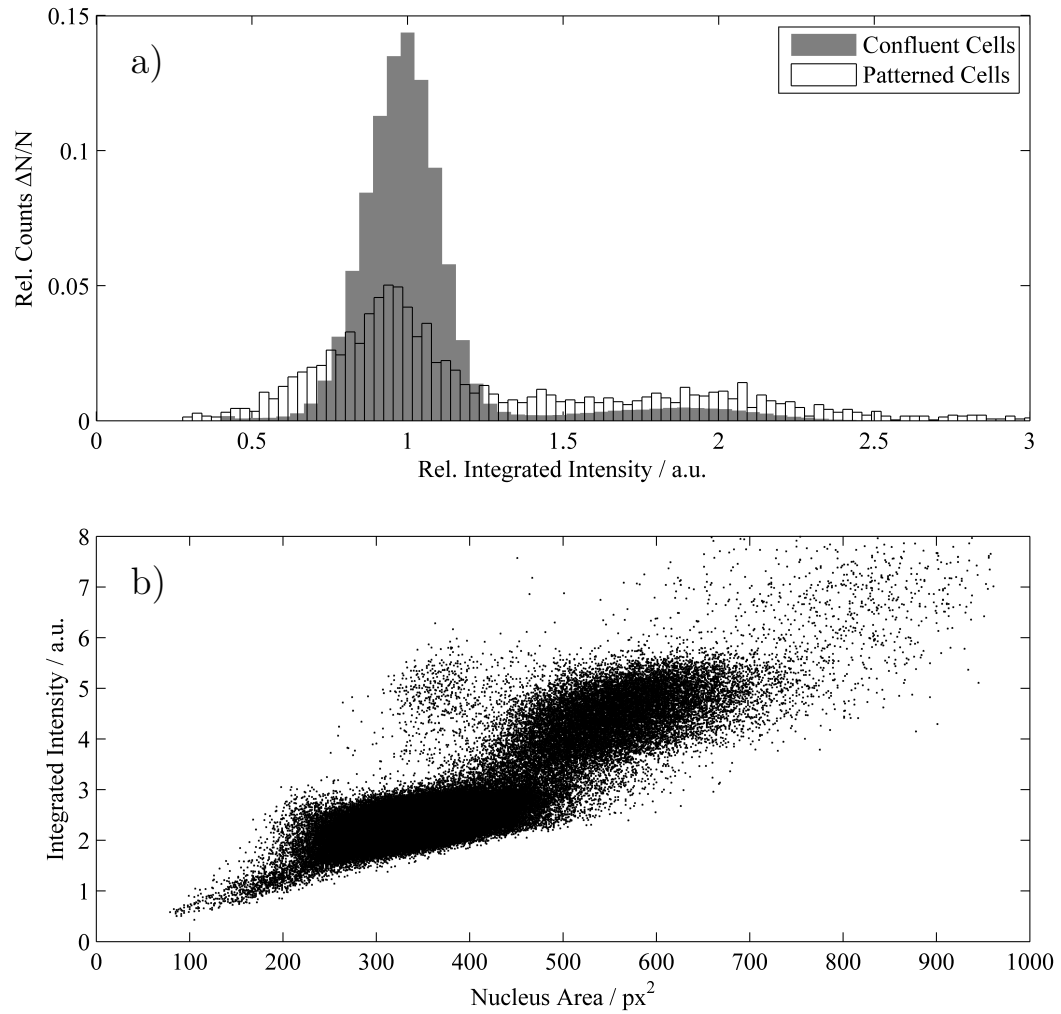 a)
Confluent Cells
Patterned Cells
0.15
0.1
0.05
0
Rel. Counts ΔN/N
0 0.5 1 1.5 2 2.5 3
Rel. Integrated Intensity / a.u.
b)
8
7
6
5
4
3
2
1
0
Integrated Intensity / a.u.
0 100 200 300 400 500 600 700 800 900 1000
Nucleus Area / px²